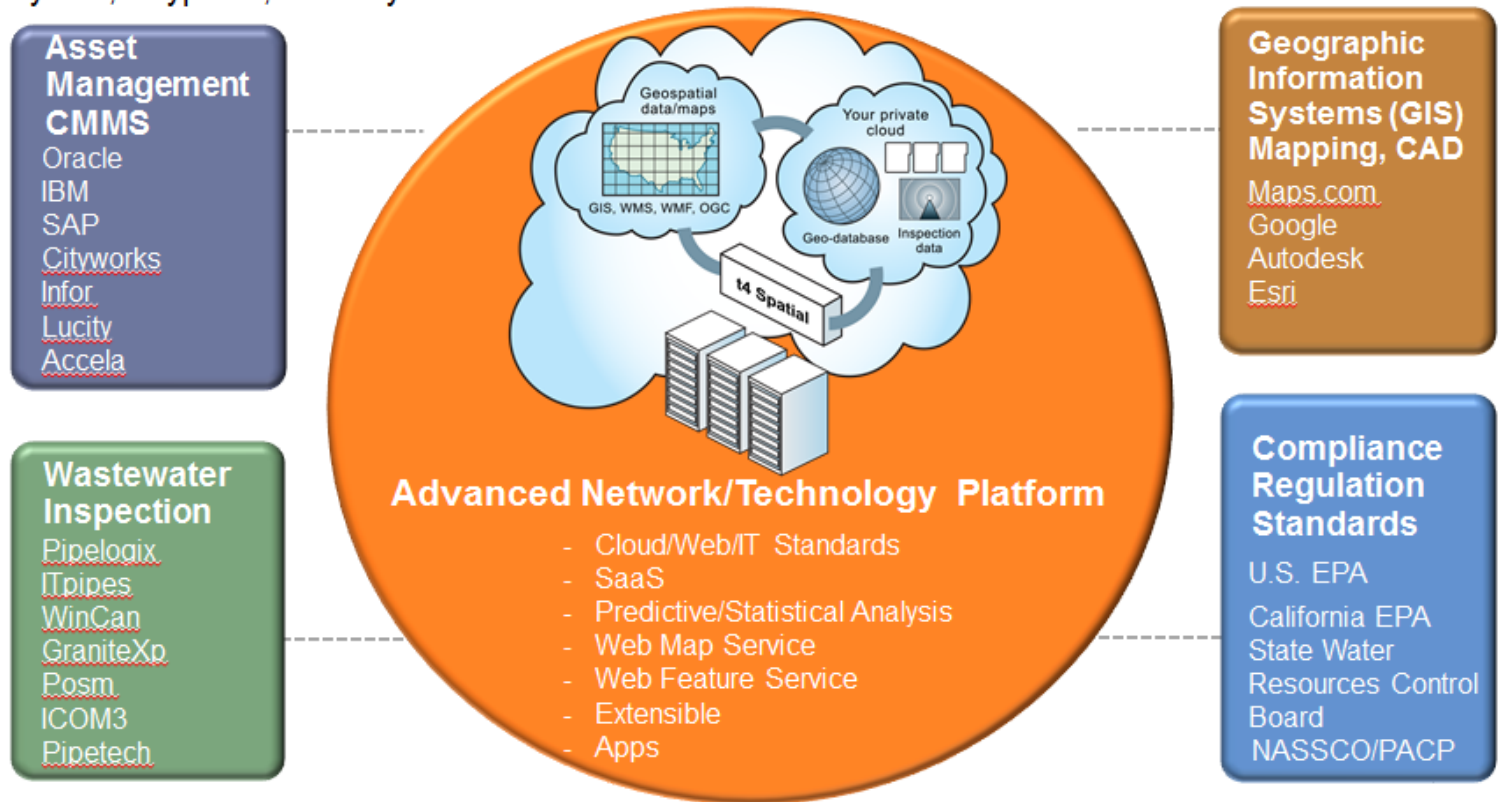 Asset
Management
CMMS
Oracle
IBM
SAP
Cityworks
Infor
Lucity
Accela
Wastewater
Inspection
Pipelogix
ITpipes
WinCan
GraniteXp
Posm
ICOM3
Pipetech
Geospatial
data/maps
GIS, WMS, WMF, OGC
Your private
cloud
Geo-database
Inspection
data
t4 Spatial
Advanced Network/Technology Platform
- Cloud/Web/IT Standards
- SaaS
- Predictive/Statistical Analysis
- Web Map Service
- Web Feature Service
- Extensible
- Apps
Geographic
Information
Systems (GIS)
Mapping, CAD
Maps.com
Google
Autodesk
Esri
Compliance
Regulation
Standards
U.S. EPA
California EPA
State Water
Resources Control
Board
NASSCO/PACP